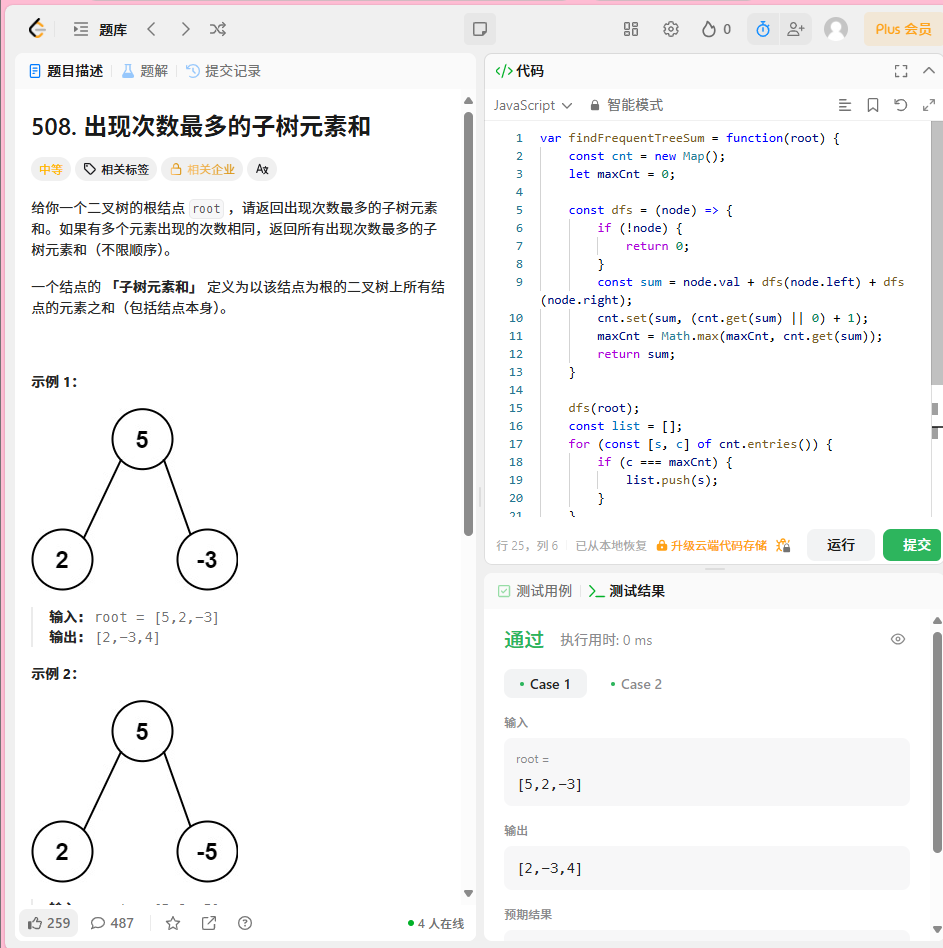 题库
0
Plus 会员
题目描述
题解
提交记录
508. 出现次数最多的子树元素和
中等
相关标签
相关企业
给你一个二叉树的根结点 root ，请返回出现次数最多的子树元素
和。如果有多个元素出现的次数相同，返回所有出现次数最多的子
树元素和（不限顺序）。
一个结点的 「子树元素和」 定义为以该结点为根的二叉树上所有结
点的元素之和（包括结点本身）。
示例 1：
5
2
-3
输入: root = [5,2,-3]
输出: [2,-3,4]
示例 2：
5
2
-5
259
487
4 人在线
</> 代码
JavaScript
智能模式
1 var findFrequentTreeSum = function(root) {
2 const cnt = new Map();
3 let maxCnt = 0;
4
5 const dfs = (node) => {
6 if (!node) {
7 return 0;
8 }
9 const sum = node.val + dfs(node.left) + dfs
(node.right);
10 cnt.set(sum, (cnt.get(sum) || 0) + 1);
11 maxCnt = Math.max(maxCnt, cnt.get(sum));
12 return sum;
13 }
14
15 dfs(root);
16 const list = [];
17 for (const [s, c] of cnt.entries()) {
18 if (c === maxCnt) {
19 list.push(s);
20 }
21 }
行 25，列 6
已从本地恢复
升级云端代码存储
运行
提交
测试用例
测试结果
通过
执行用时: 0 ms
Case 1
Case 2
输入
root =
[5,2,-3]
输出
[2,-3,4]
预期结果